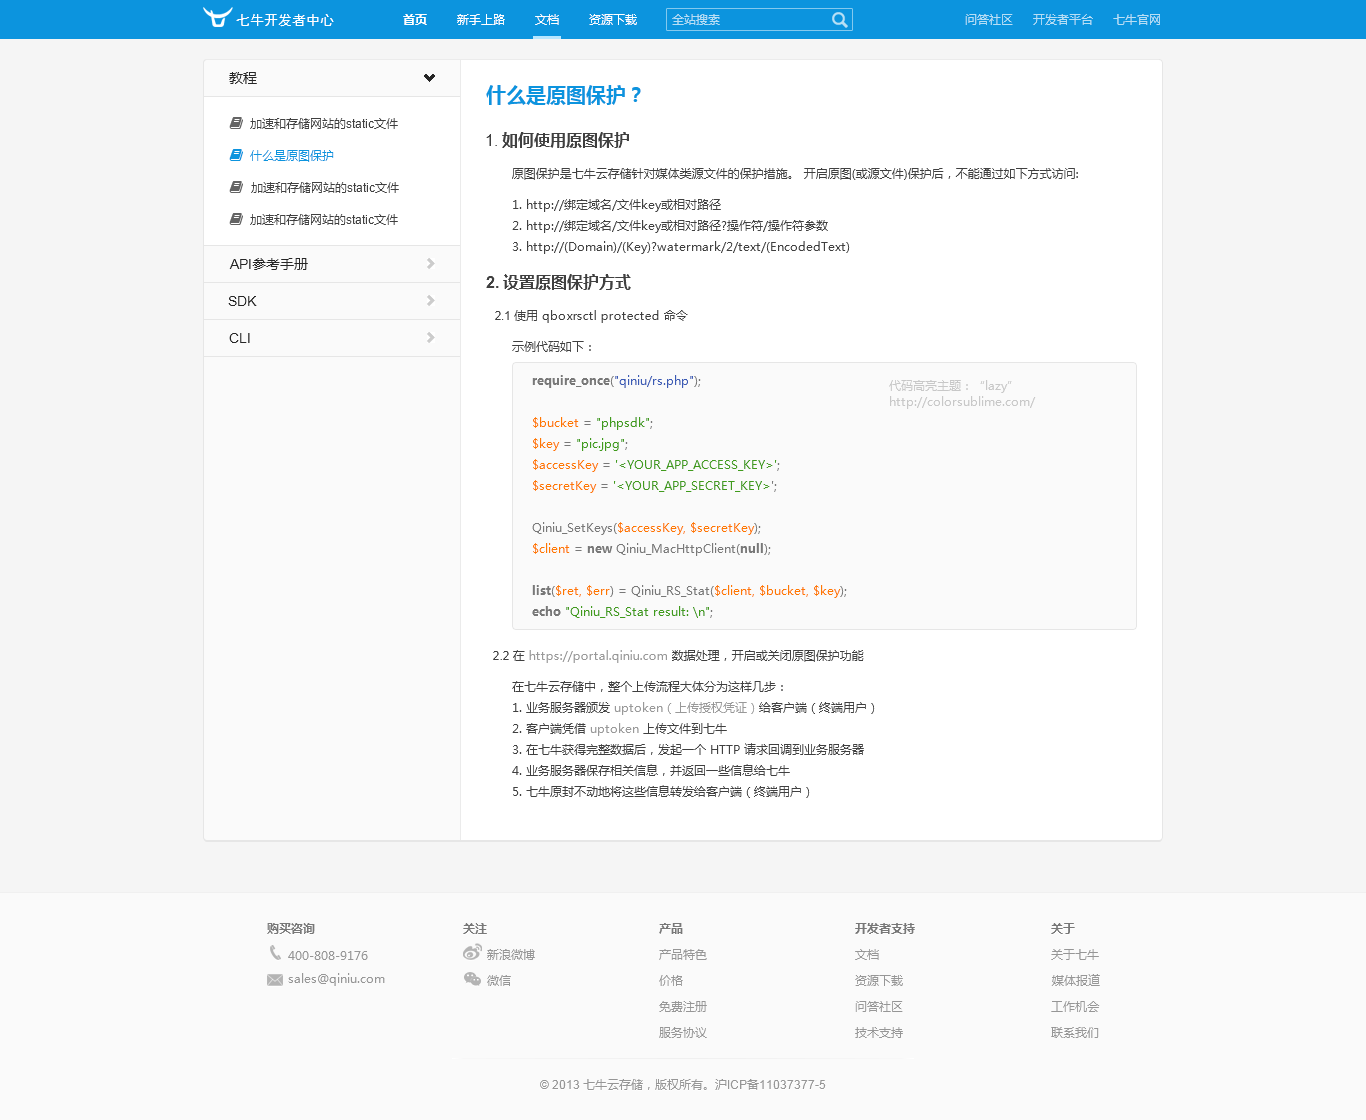 七牛开发者中心 首页 新手上路 文档 资源下载 全站搜索 问答社区 开发者平台 七牛官网
教程
加速和存储网站的static文件
什么是原图保护
加速和存储网站的static文件
加速和存储网站的static文件
API参考手册
SDK
CLI
什么是原图保护？
1. 如何使用原图保护
原图保护是七牛云存储针对媒体类源文件的保护措施。 开启原图(或源文件)保护后，不能通过如下方式访问:
1. http://绑定域名/文件key或相对路径
2. http://绑定域名/文件key或相对路径?操作符/操作符参数
3. http://(Domain)/(Key)?watermark/2/text/(EncodedText)
2. 设置原图保护方式
2.1 使用 qboxrsctl protected 命令
示例代码如下：
require_once("qiniu/rs.php");
代码高亮主题： “lazy”
http://colorsublime.com/
$bucket = "phpsdk";
$key = "pic.jpg";
$accessKey = '<YOUR_APP_ACCESS_KEY>';
$secretKey = '<YOUR_APP_SECRET_KEY>';
Qiniu_SetKeys($accessKey, $secretKey);
$client = new Qiniu_MacHttpClient(null);
list($ret, $err) = Qiniu_RS_Stat($client, $bucket, $key);
echo "Qiniu_RS_Stat result: \n";
2.2 在 https://portal.qiniu.com 数据处理，开启或关闭原图保护功能
在七牛云存储中，整个上传流程大体分为这样几步：
1. 业务服务器颁发 uptoken（上传授权凭证）给客户端（终端用户）
2. 客户端凭借 uptoken 上传文件到七牛
3. 在七牛获得完整数据后，发起一个 HTTP 请求回调到业务服务器
4. 业务服务器保存相关信息，并返回一些信息给七牛
5. 七牛原封不动地将这些信息转发给客户端（终端用户）
购买咨询
400-808-9176
sales@qiniu.com
关注
新浪微博
微信
产品
产品特色
价格
免费注册
服务协议
开发者支持
文档
资源下载
问答社区
技术支持
关于
关于七牛
媒体报道
工作机会
联系我们
© 2013 七牛云存储，版权所有。沪ICP备11037377-5